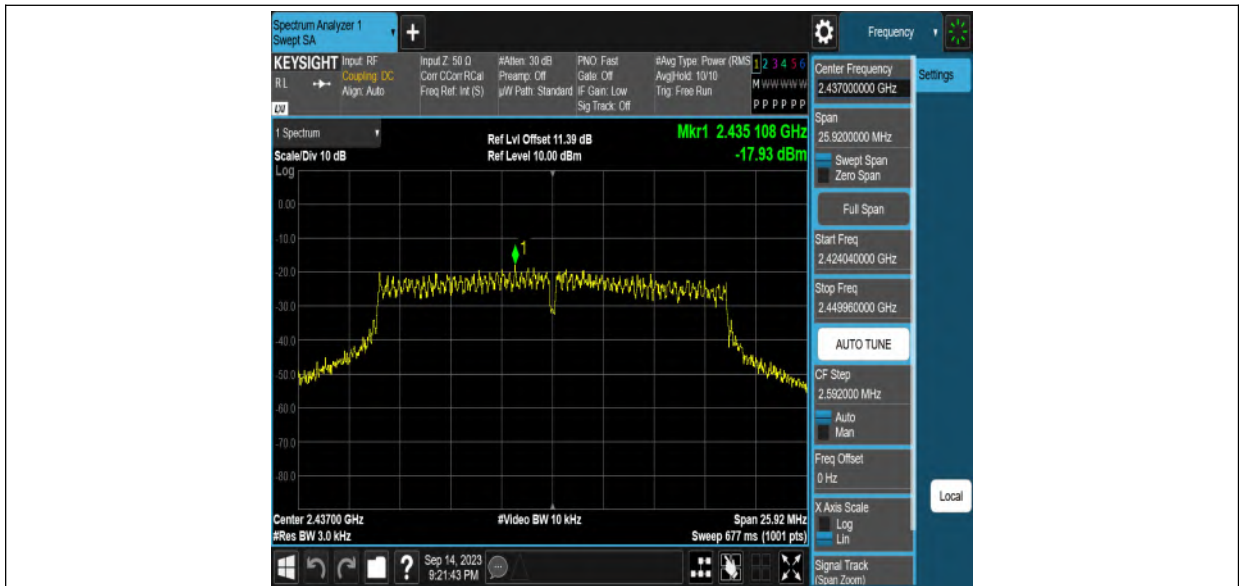 Spectrum Analyzer 1
Swept SA
+
Frequency
KEYSIGHT
RL
LXI
Input: RF
Coupling: DC
Align: Auto
Input Z: 50 Ω
Corr CCorr RCal
Freq Ref: Int (S)
#Atten: 30 dB
Preamp: Off
µW Path: Standard
PNO: Fast
Gate: Off
IF Gain: Low
Sig Track: Off
#Avg Type: Power (RMS
Avg|Hold: 10/10
Trig: Free Run
1 2 3 4 5 6
M W W W W W
P P P P P P
1 Spectrum
Scale/Div 10 dB
Ref Lvl Offset 11.39 dB
Ref Level 10.00 dBm
Mkr1 2.435 108 GHz
-17.93 dBm
Log
0.00
-10.0
-20.0
-30.0
-40.0
-50.0
-60.0
-70.0
-80.0
1
Center 2.43700 GHz
#Res BW 3.0 kHz
#Video BW 10 kHz
Span 25.92 MHz
Sweep 677 ms (1001 pts)
Sep 14, 2023
9:21:43 PM
?
Center Frequency
2.437000000 GHz
Span
25.9200000 MHz
Swept Span
Zero Span
Full Span
Start Freq
2.424040000 GHz
Stop Freq
2.449960000 GHz
AUTO TUNE
CF Step
2.592000 MHz
Auto
Man
Freq Offset
0 Hz
X Axis Scale
Log
Lin
Signal Track
(Span Zoom)
Settings
Local